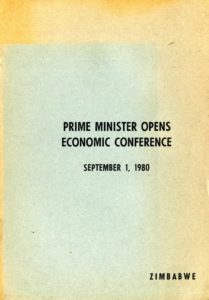 PRIME MINISTER OPENS
ECONOMIC CONFERENCE
SEPTEMBER 1, 1980
ZIMBABWE